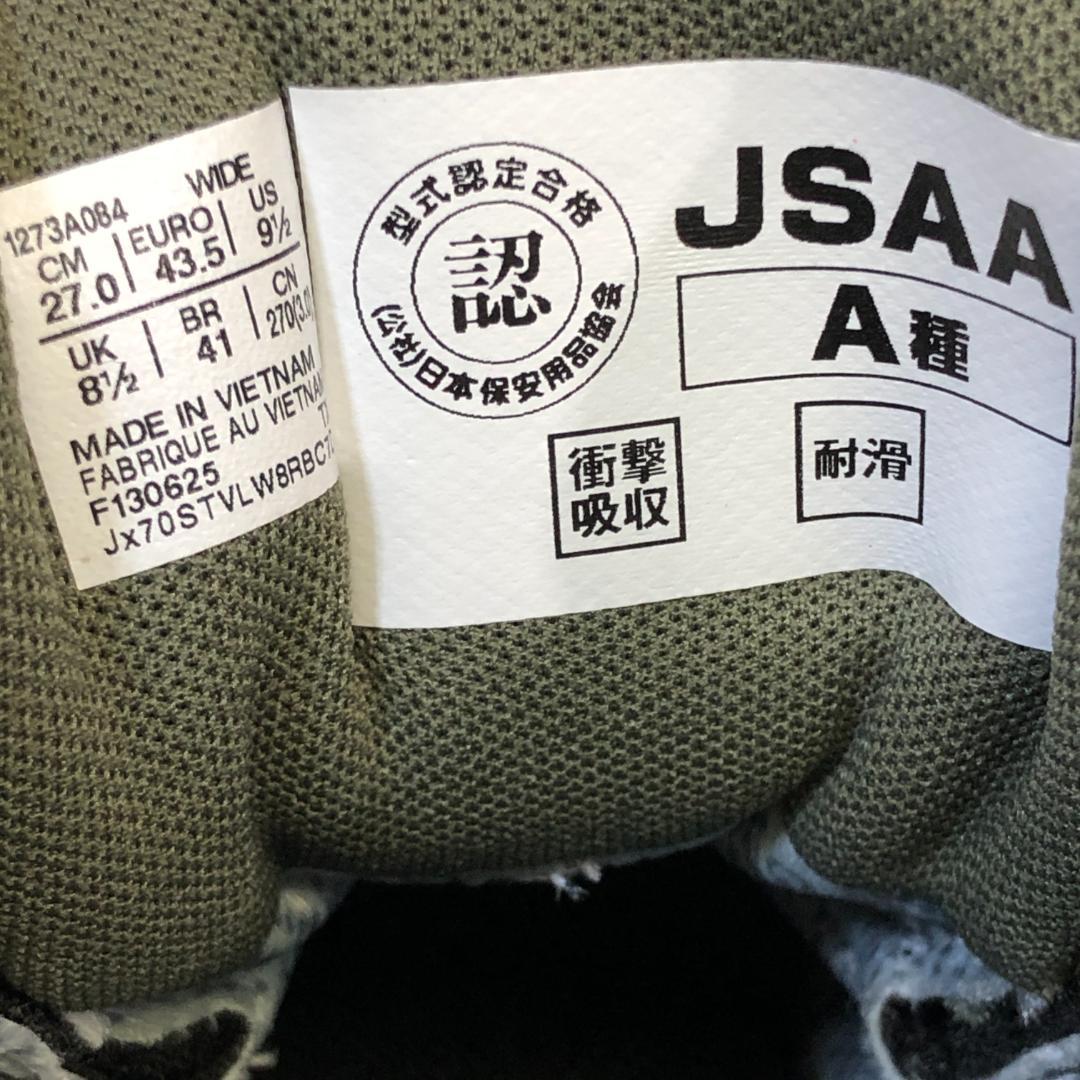 WIDE
1273A084
CM | EURO | US
27.0 | 43.5 | 9½
UK | BR | CN
8½ | 41 |
MADE IN VIETNAM
FABRIQUE AU VIETNAM
F130625
型式認定合格
認
(公社)日本保安用品協会
JSAA
A種
衝撃
吸収
耐滑